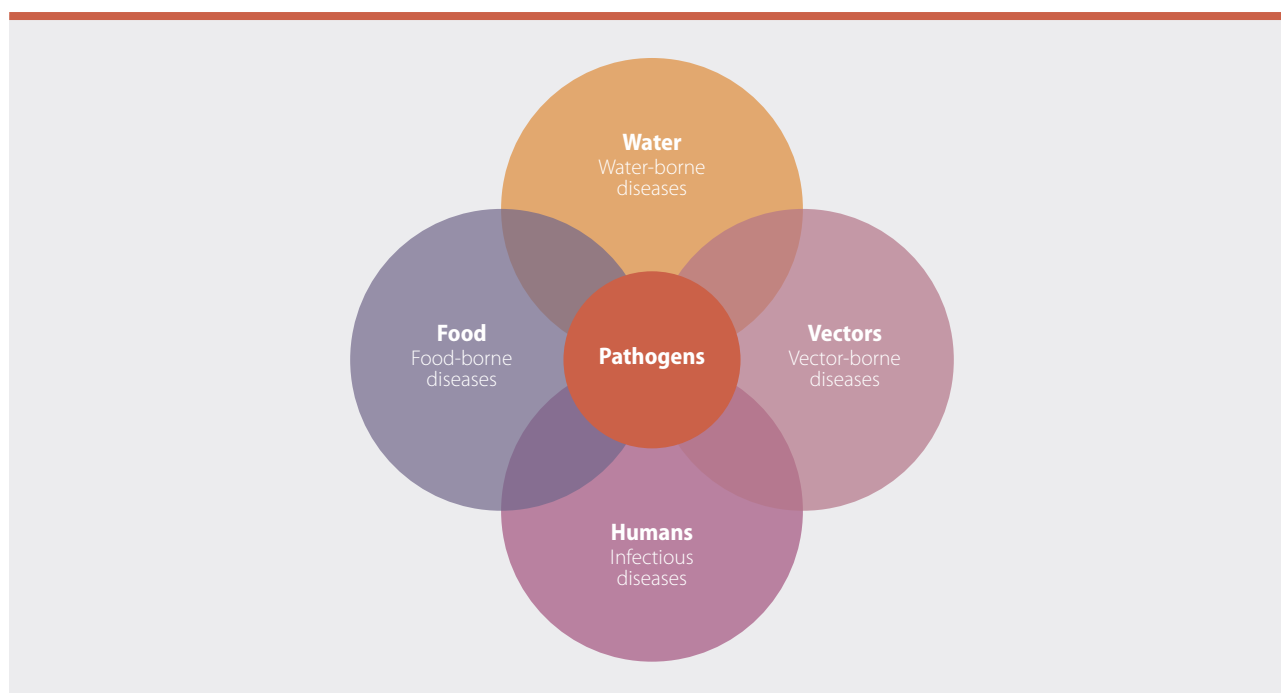 Water
Water-borne
diseases
Food
Food-borne
diseases
Pathogens
Vectors
Vector-borne
diseases
Humans
Infectious
diseases